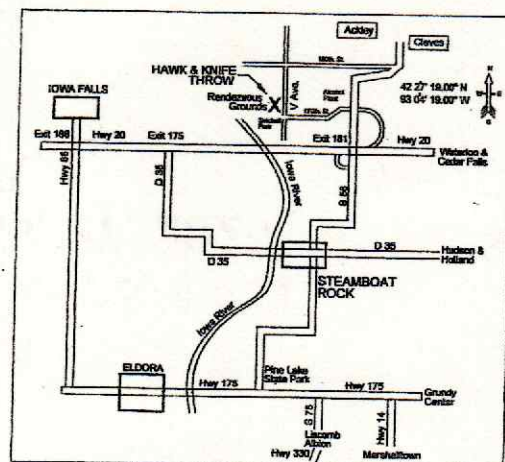 Ackley
Cleves
HAWK & KNIFE
THROW
Rendezvous
Grounds
V Ave.
Plant
IOWA FALLS
42 27' 19.00" N
93 04' 19.00" W
N
Exit 168
Hwy 20
Exit 175
Exit 181
Hwy 20
Waterloo &
Cedar Falls
Hwy 65
D 35
Iowa River
S 56
D 35
D 35
Hudson &
Holland
STEAMBOAT
ROCK
Iowa River
Pine Lake
State Park
ELDORA
Hwy 175
Hwy 175
Grundy
Center
S 75
Hwy 14
Liscomb
Albion
Hwy 330
Marshalltown